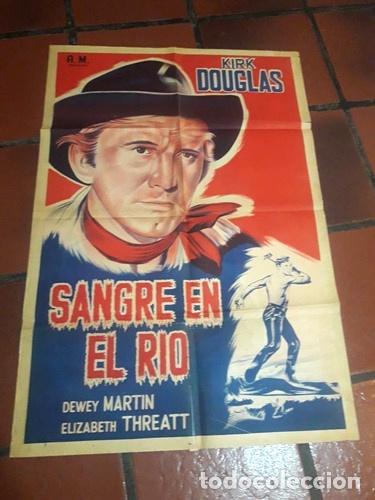 A.M.
KIRK
DOUGLAS
SANGRE EN
EL RIO
DEWEY MARTIN
ELIZABETH THREATT
todocoleccion